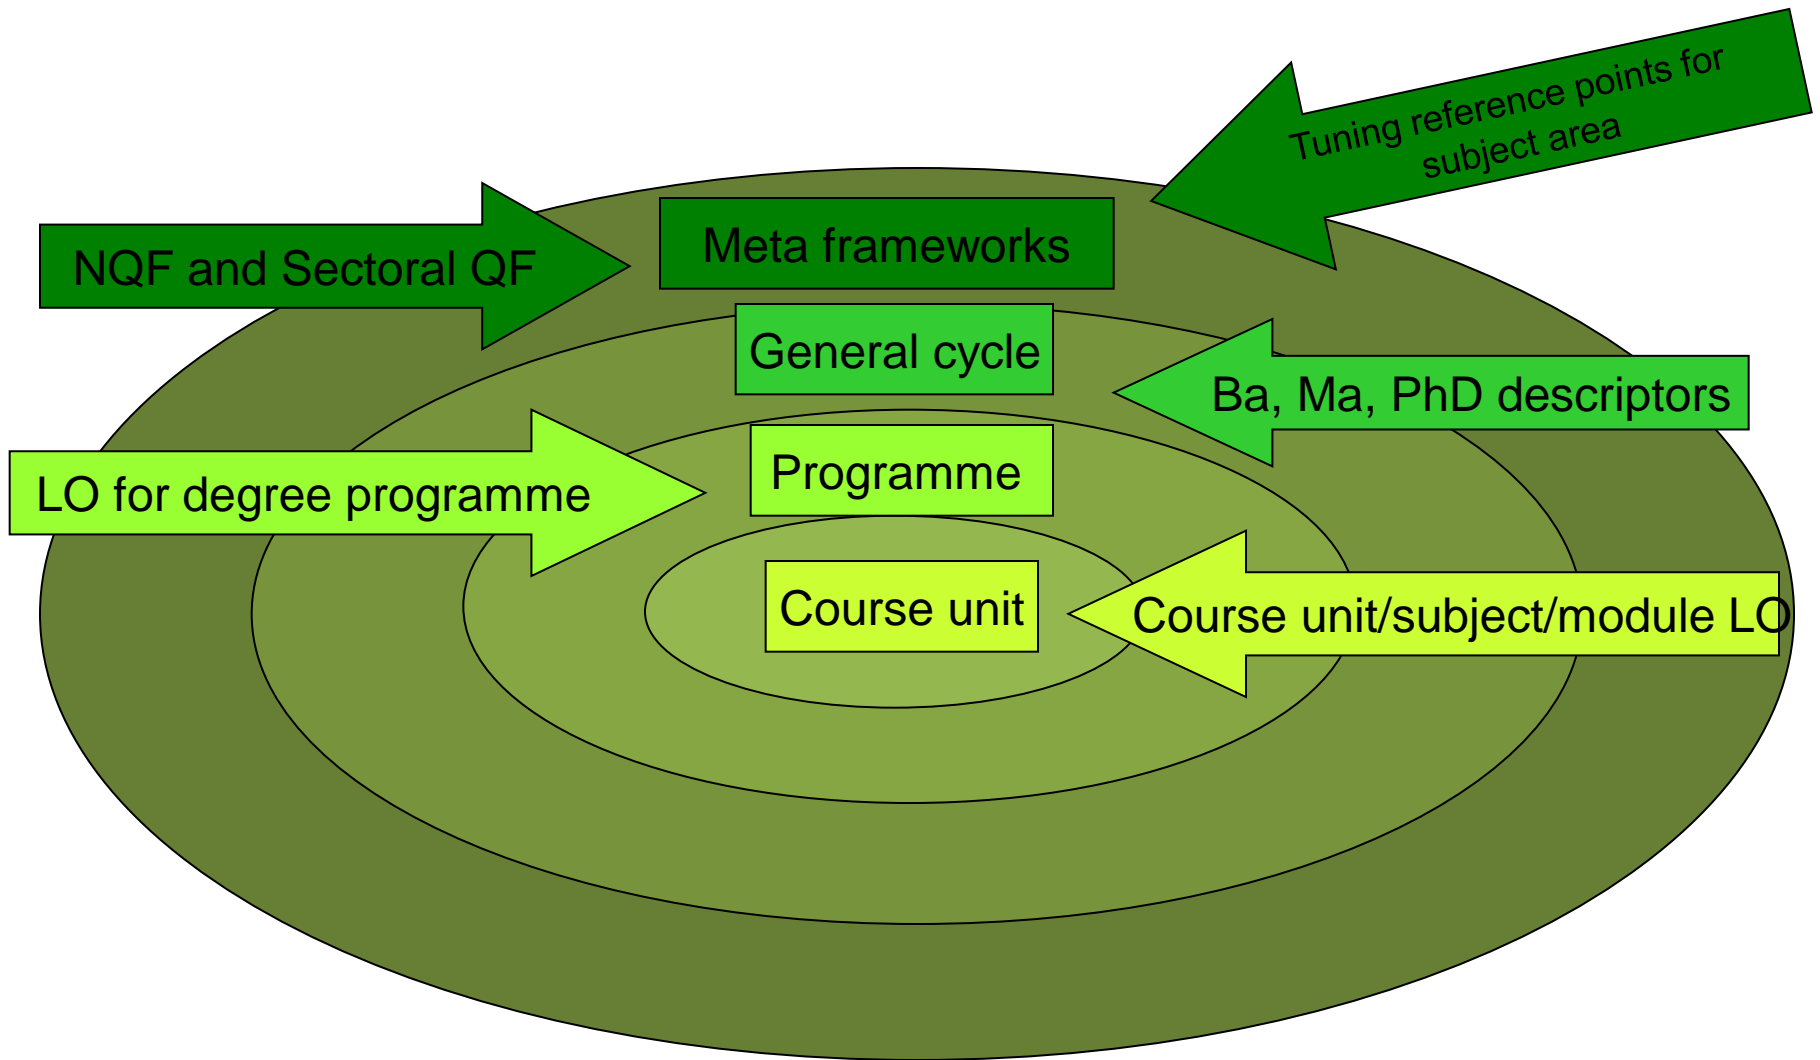 Tuning reference points for
subject area
Meta frameworks
NQF and Sectoral QF
General cycle
Ba, Ma, PhD descriptors
Programme
LO for degree programme
Course unit
Course unit/subject/module LO